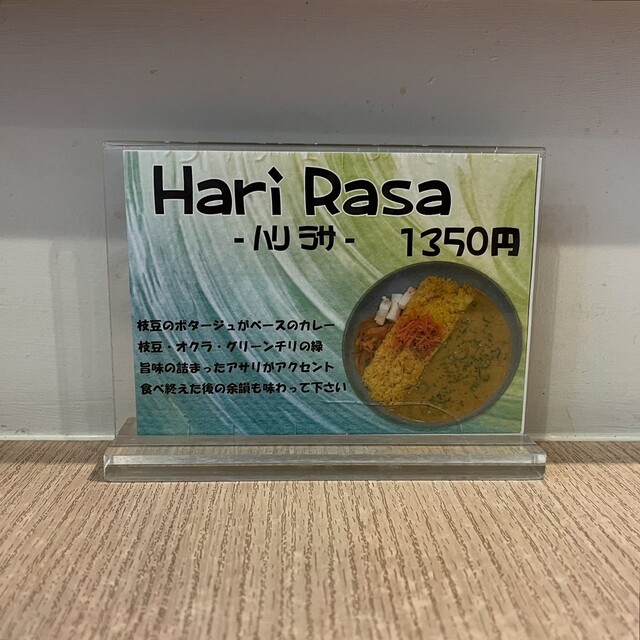 Hari Rasa
- ハリ ラサ - 1350円
枝豆のポタージュがベースのカレー
枝豆・オクラ・グリーンチリの緑
旨味の詰まったアサリがアクセント
食べ終えた後の余韻も味わって下さい